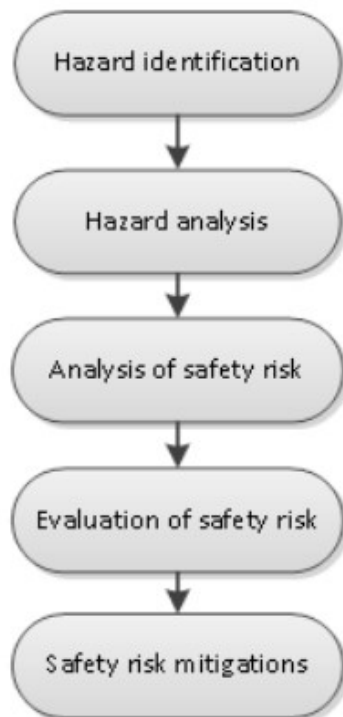 Hazard identification
Hazard analysis
Analysis of safety risk
Evaluation of safety risk
Safety risk mitigations